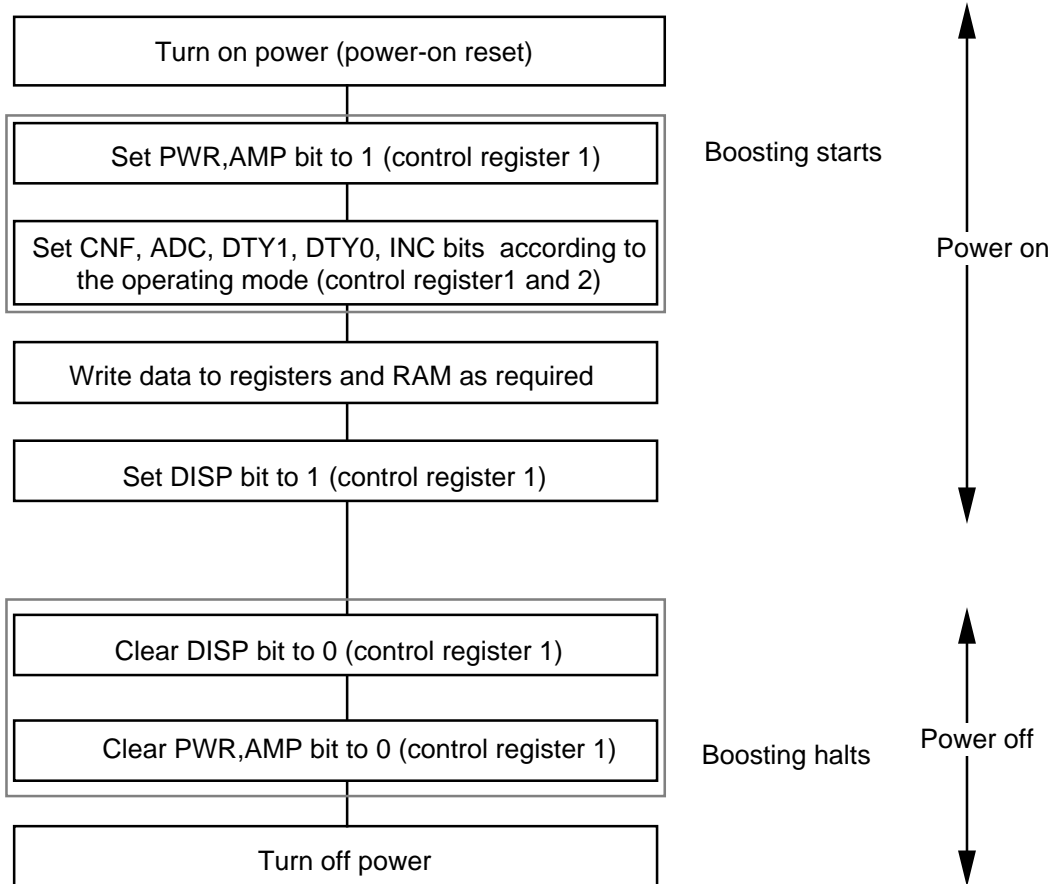 Turn on power (power-on reset)
Set PWR,AMP bit to 1 (control register 1)
Boosting starts
Set CNF, ADC, DTY1, DTY0, INC bits according to
the operating mode (control register1 and 2)
Power on
Write data to registers and RAM as required
Set DISP bit to 1 (control register 1)
Clear DISP bit to 0 (control register 1)
Clear PWR,AMP bit to 0 (control register 1)
Boosting halts
Power off
Turn off power